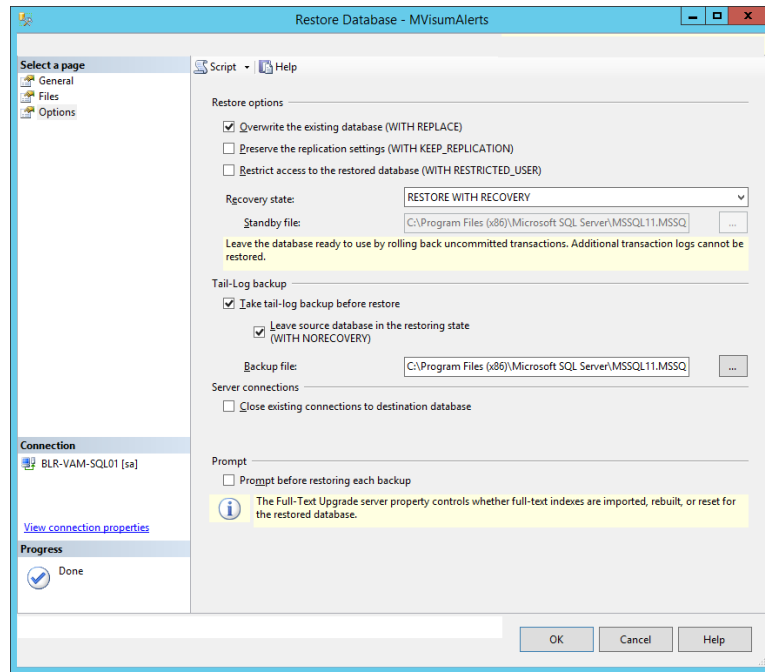 Restore Database - MVisumAlerts
Select a page
General
Files
Options
Script
Help
Restore options
Overwrite the existing database (WITH REPLACE)
Preserve the replication settings (WITH KEEP_REPLICATION)
Restrict access to the restored database (WITH RESTRICTED_USER)
Recovery state:
RESTORE WITH RECOVERY
Standby file:
C:\Program Files (x86)\Microsoft SQL Server\MSSQL11.MSSQ
...
Leave the database ready to use by rolling back uncommitted transactions. Additional transaction logs cannot be
restored.
Tail-Log backup
Take tail-log backup before restore
Leave source database in the restoring state
(WITH NORECOVERY)
Backup file:
C:\Program Files (x86)\Microsoft SQL Server\MSSQL11.MSSQ
...
Server connections
Close existing connections to destination database
Connection
BLR-VAM-SQL01 [sa]
View connection properties
Prompt
Prompt before restoring each backup
The Full-Text Upgrade server property controls whether full-text indexes are imported, rebuilt, or reset for
the restored database.
Progress
Done
OK
Cancel
Help